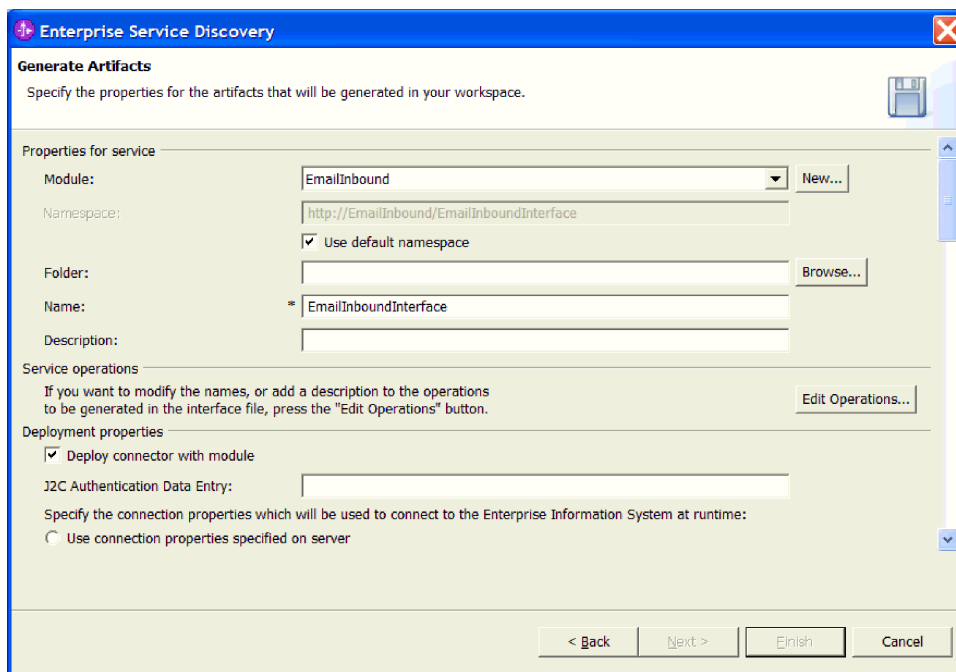 Enterprise Service Discovery
Generate Artifacts
Specify the properties for the artifacts that will be generated in your workspace.
Properties for service
Module: EmailInbound New...
Namespace: http://EmailInbound/EmailInboundInterface
Use default namespace
Folder: Browse...
Name: * EmailInboundInterface
Description:
Service operations
If you want to modify the names, or add a description to the operations
to be generated in the interface file, press the "Edit Operations" button.
Edit Operations...
Deployment properties
Deploy connector with module
J2C Authentication Data Entry:
Specify the connection properties which will be used to connect to the Enterprise Information System at runtime:
Use connection properties specified on server
< Back Next > Finish Cancel